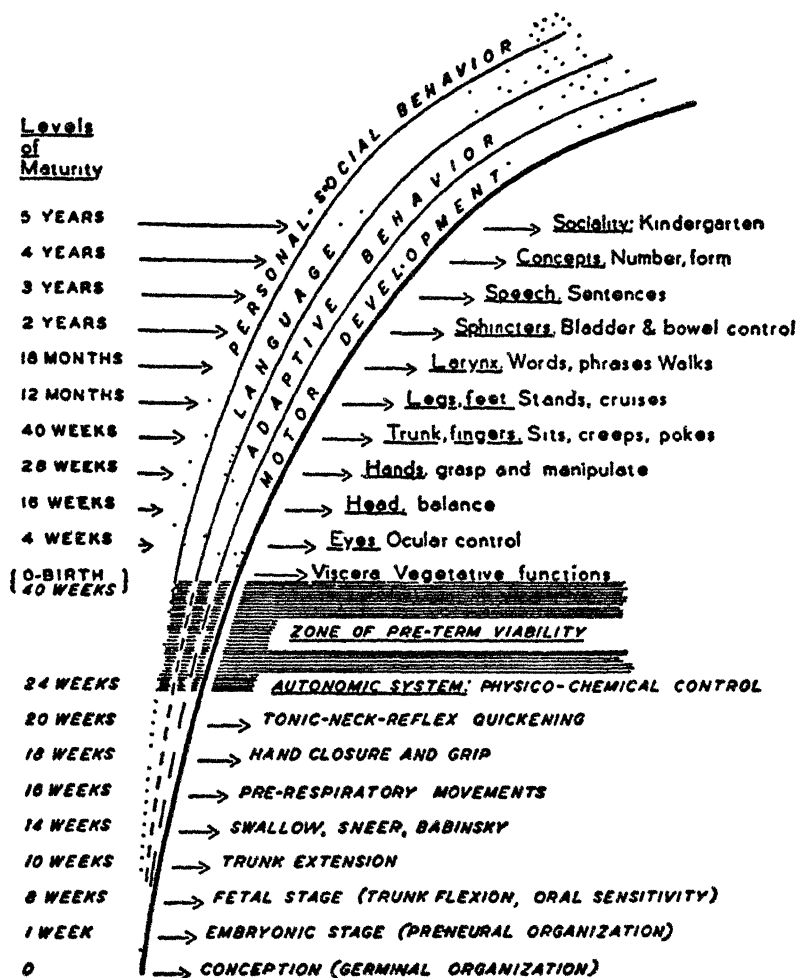 PERSONAL-SOCIAL BEHAVIOR
LANGUAGE
ADAPTIVE BEHAVIOR
MOTOR DEVELOPMENT
Levels
of
Maturity
5 YEARS Sociality; Kindergarten
4 YEARS Concepts, Number, form
3 YEARS Speech, Sentences
2 YEARS Sphincters, Bladder & bowel control
18 MONTHS Larynx, Words, phrases Walks
12 MONTHS Legs, feet Stands, cruises
40 WEEKS Trunk, fingers, Sits, creeps, pokes
28 WEEKS Hands, grasp and manipulate
16 WEEKS Head, balance
4 WEEKS Eyes Ocular control
0-BIRTH Viscera Vegetative functions
40 WEEKS
ZONE OF PRE-TERM VIABILITY
24 WEEKS AUTONOMIC SYSTEM: PHYSICO-CHEMICAL CONTROL
20 WEEKS TONIC-NECK-REFLEX QUICKENING
18 WEEKS HAND CLOSURE AND GRIP
16 WEEKS PRE-RESPIRATORY MOVEMENTS
14 WEEKS SWALLOW, SNEER, BABINSKY
10 WEEKS TRUNK EXTENSION
8 WEEKS FETAL STAGE (TRUNK FLEXION, ORAL SENSITIVITY)
1 WEEK EMBRYONIC STAGE (PRENEURAL ORGANIZATION)
0 CONCEPTION (GERMINAL ORGANIZATION)